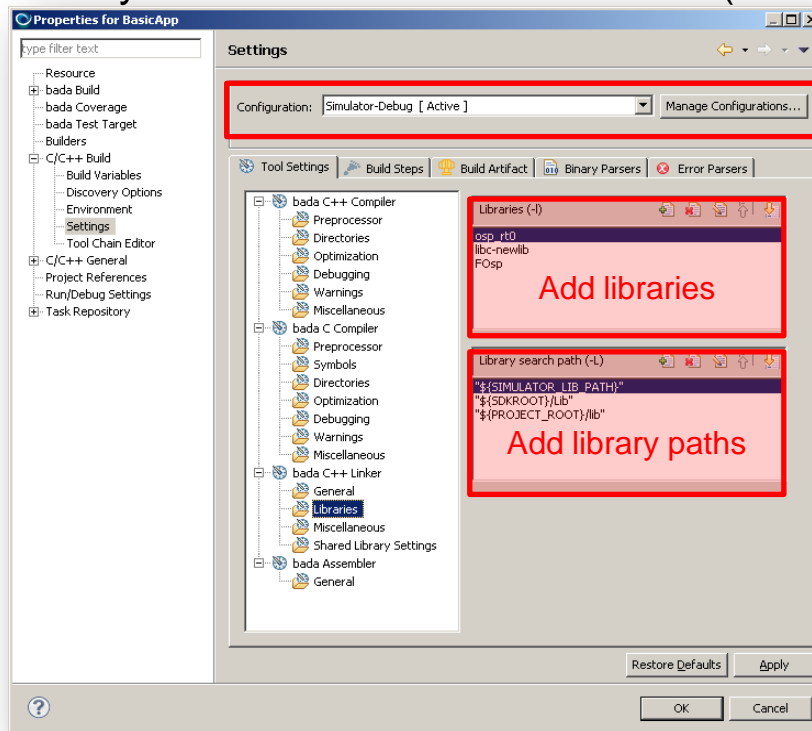 Properties for BasicApp
type filter text
Settings
Resource
bada Build
bada Coverage
bada Test Target
Builders
C/C++ Build
Build Variables
Discovery Options
Environment
Settings
Tool Chain Editor
C/C++ General
Project References
Run/Debug Settings
Task Repository
Configuration: Simulator-Debug [ Active ] Manage Configurations...
Tool Settings Build Steps Build Artifact Binary Parsers Error Parsers
bada C++ Compiler
Preprocessor
Directories
Optimization
Debugging
Warnings
Miscellaneous
bada C Compiler
Preprocessor
Symbols
Directories
Optimization
Debugging
Warnings
Miscellaneous
bada C++ Linker
General
Libraries
Miscellaneous
Shared Library Settings
bada Assembler
General
Libraries (-l)
osp_rt0
libc-newlib
FOsp
Add libraries
Library search path (-L)
"${SIMULATOR_LIB_PATH}"
"${SDKROOT}/Lib"
"${PROJECT_ROOT}/lib"
Add library paths
Restore Defaults Apply
OK Cancel